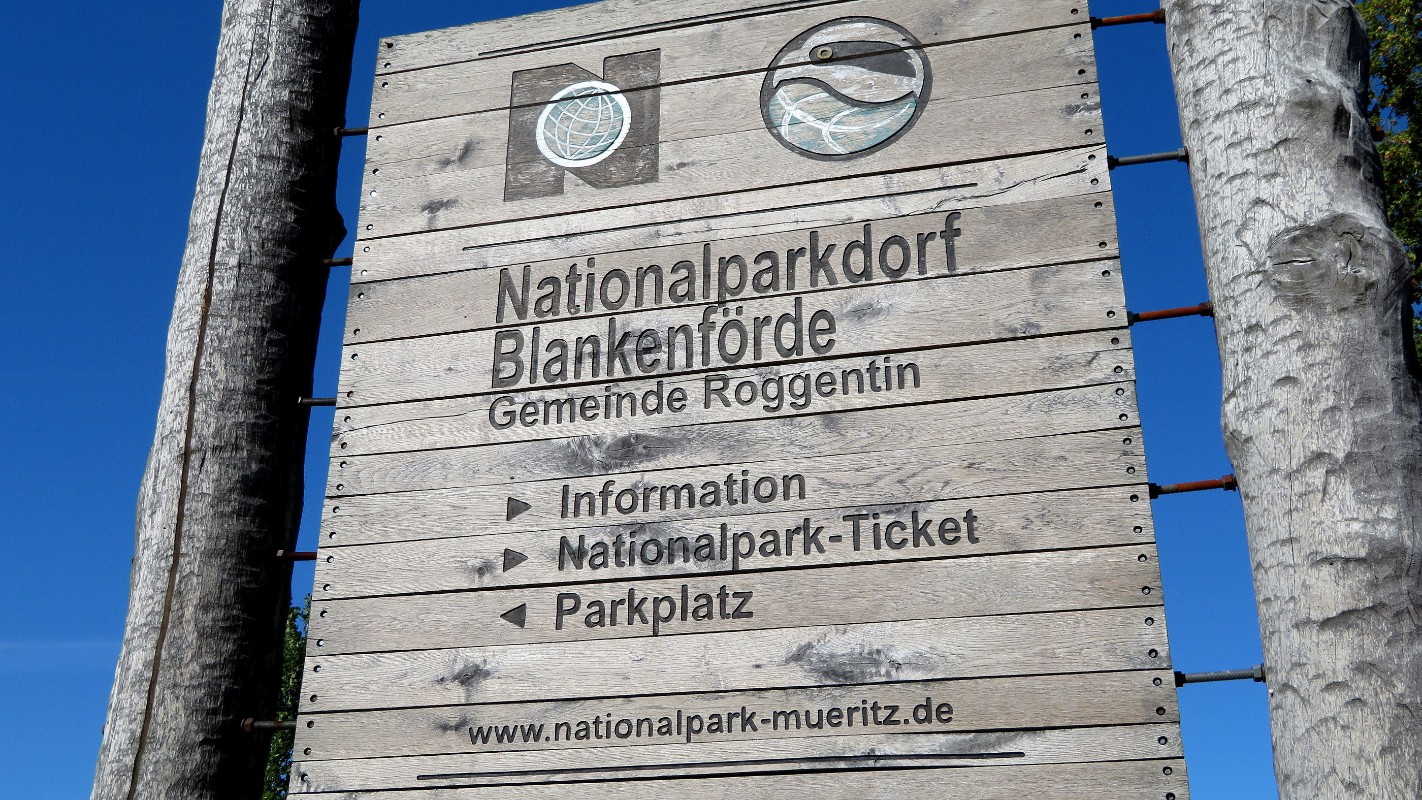 N
Nationalparkdorf
Blankenförde
Gemeinde Roggentin
Information
Nationalpark-Ticket
Parkplatz
www.nationalpark-mueritz.de